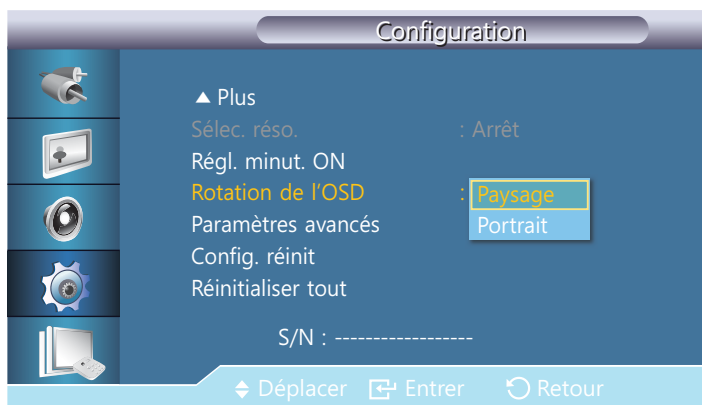 Configuration
▲ Plus
Sélec. réso. : Arrêt
Régl. minut. ON
Rotation de l'OSD : Paysage
Paramètres avancés Portrait
Config. réinit
Réinitialiser tout
S/N : ------------------
Déplacer Entrer Retour